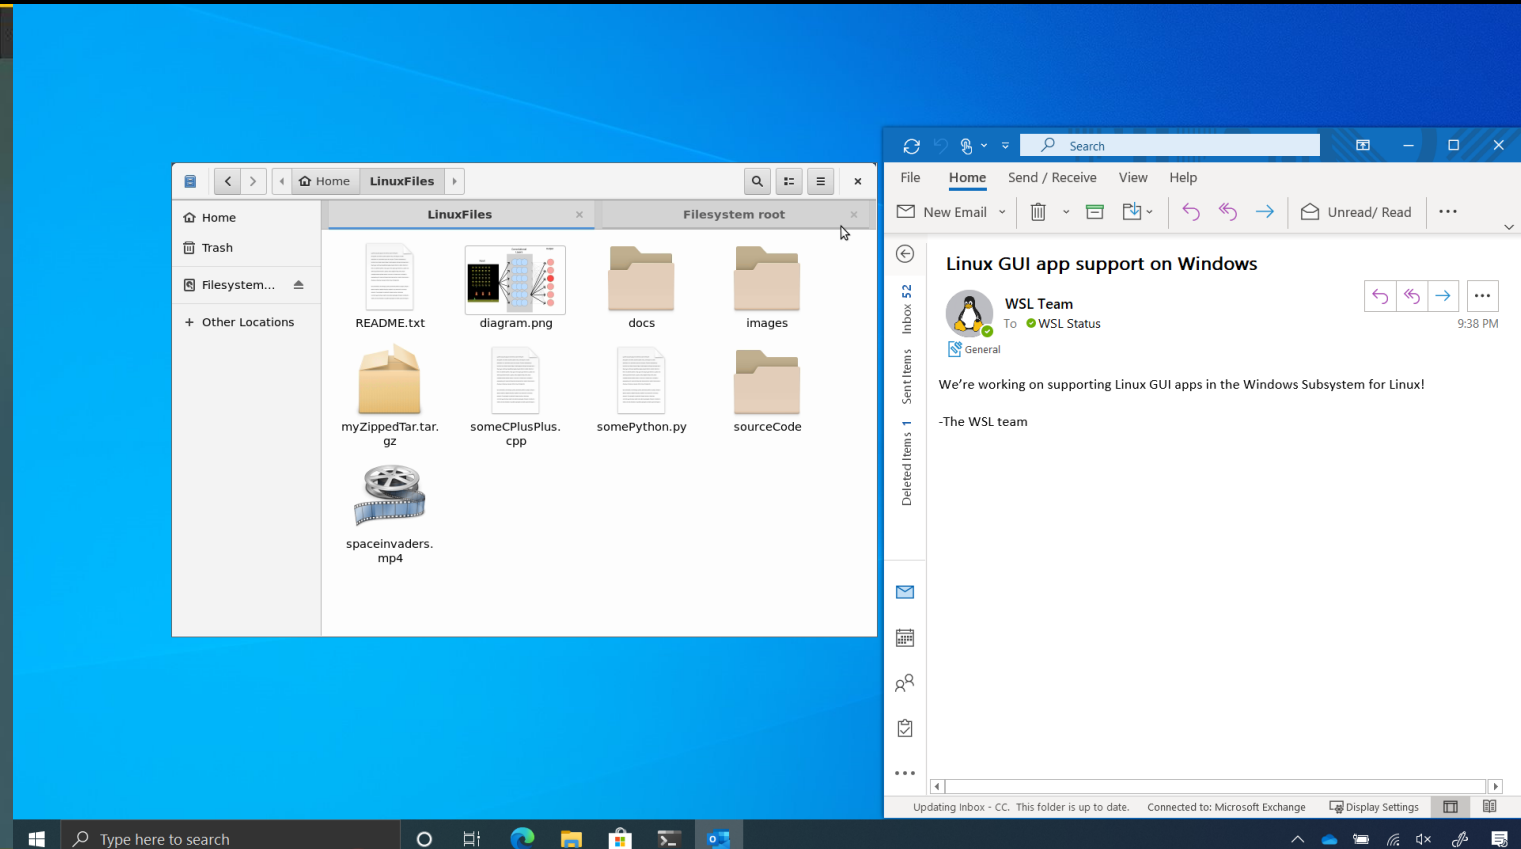 Home
LinuxFiles
Home
Trash
Filesystem...
Other Locations
LinuxFiles
Filesystem root
README.txt
diagram.png
docs
images
myZippedTar.tar.
gz
someCPlusPlus.
cpp
somePython.py
sourceCode
spaceinvaders.
mp4
Search
File
Home
Send / Receive
View
Help
New Email
Unread/ Read
Inbox 52
Sent Items
Deleted Items 1
Linux GUI app support on Windows
WSL Team
To WSL Status
9:38 PM
General
We’re working on supporting Linux GUI apps in the Windows Subsystem for Linux!
-The WSL team
Updating Inbox - CC. This folder is up to date. Connected to: Microsoft Exchange Display Settings
Type here to search